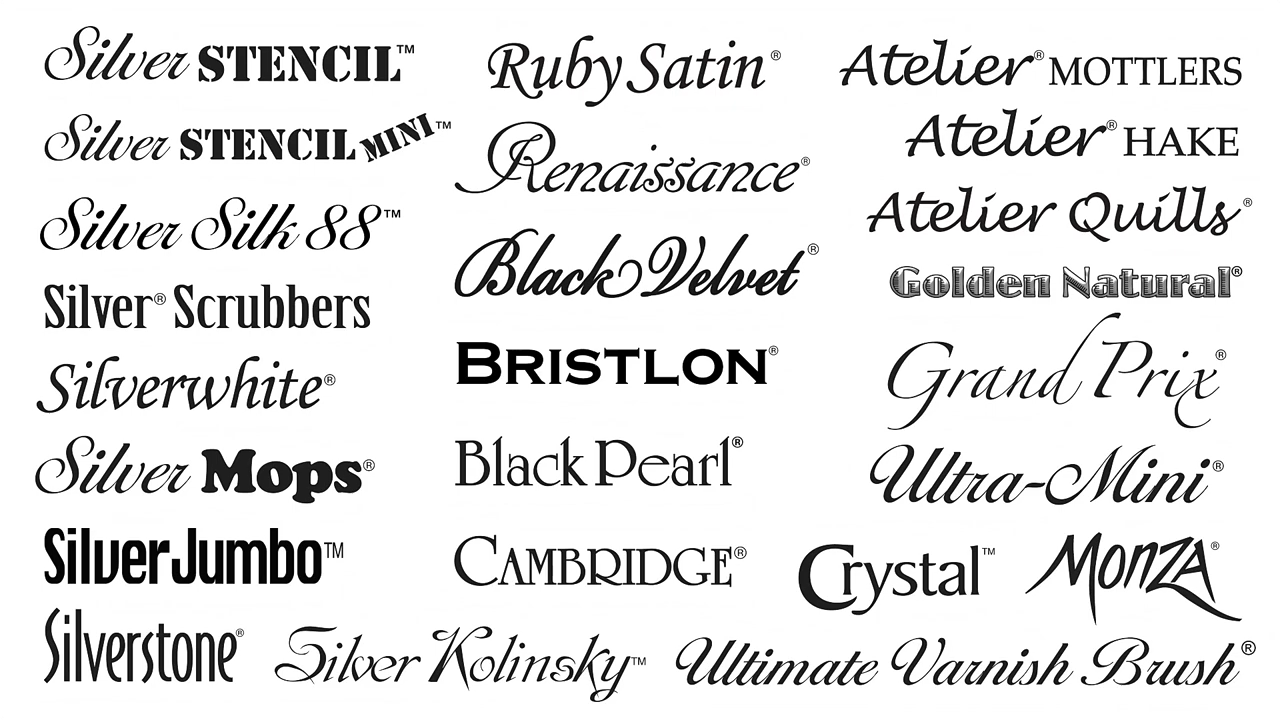 Silver STENCIL™
Silver STENCIL MINI™
Silver Silk 88™
Silver® Scrubbers
Silverwhite®
Silver Mops®
SilverJumbo™
Silverstone®
Silver Kolinsky™
Ruby Satin®
Renaissance®
Black Velvet®
BRISTLON®
Black Pearl®
CAMBRIDGE®
Atelier® MOTTLERS
Atelier® HAKE
Atelier Quills®
Golden Natural®
Grand Prix®
Ultra-Mini®
Crystal™
MONZA®
Ultimate Varnish Brush®